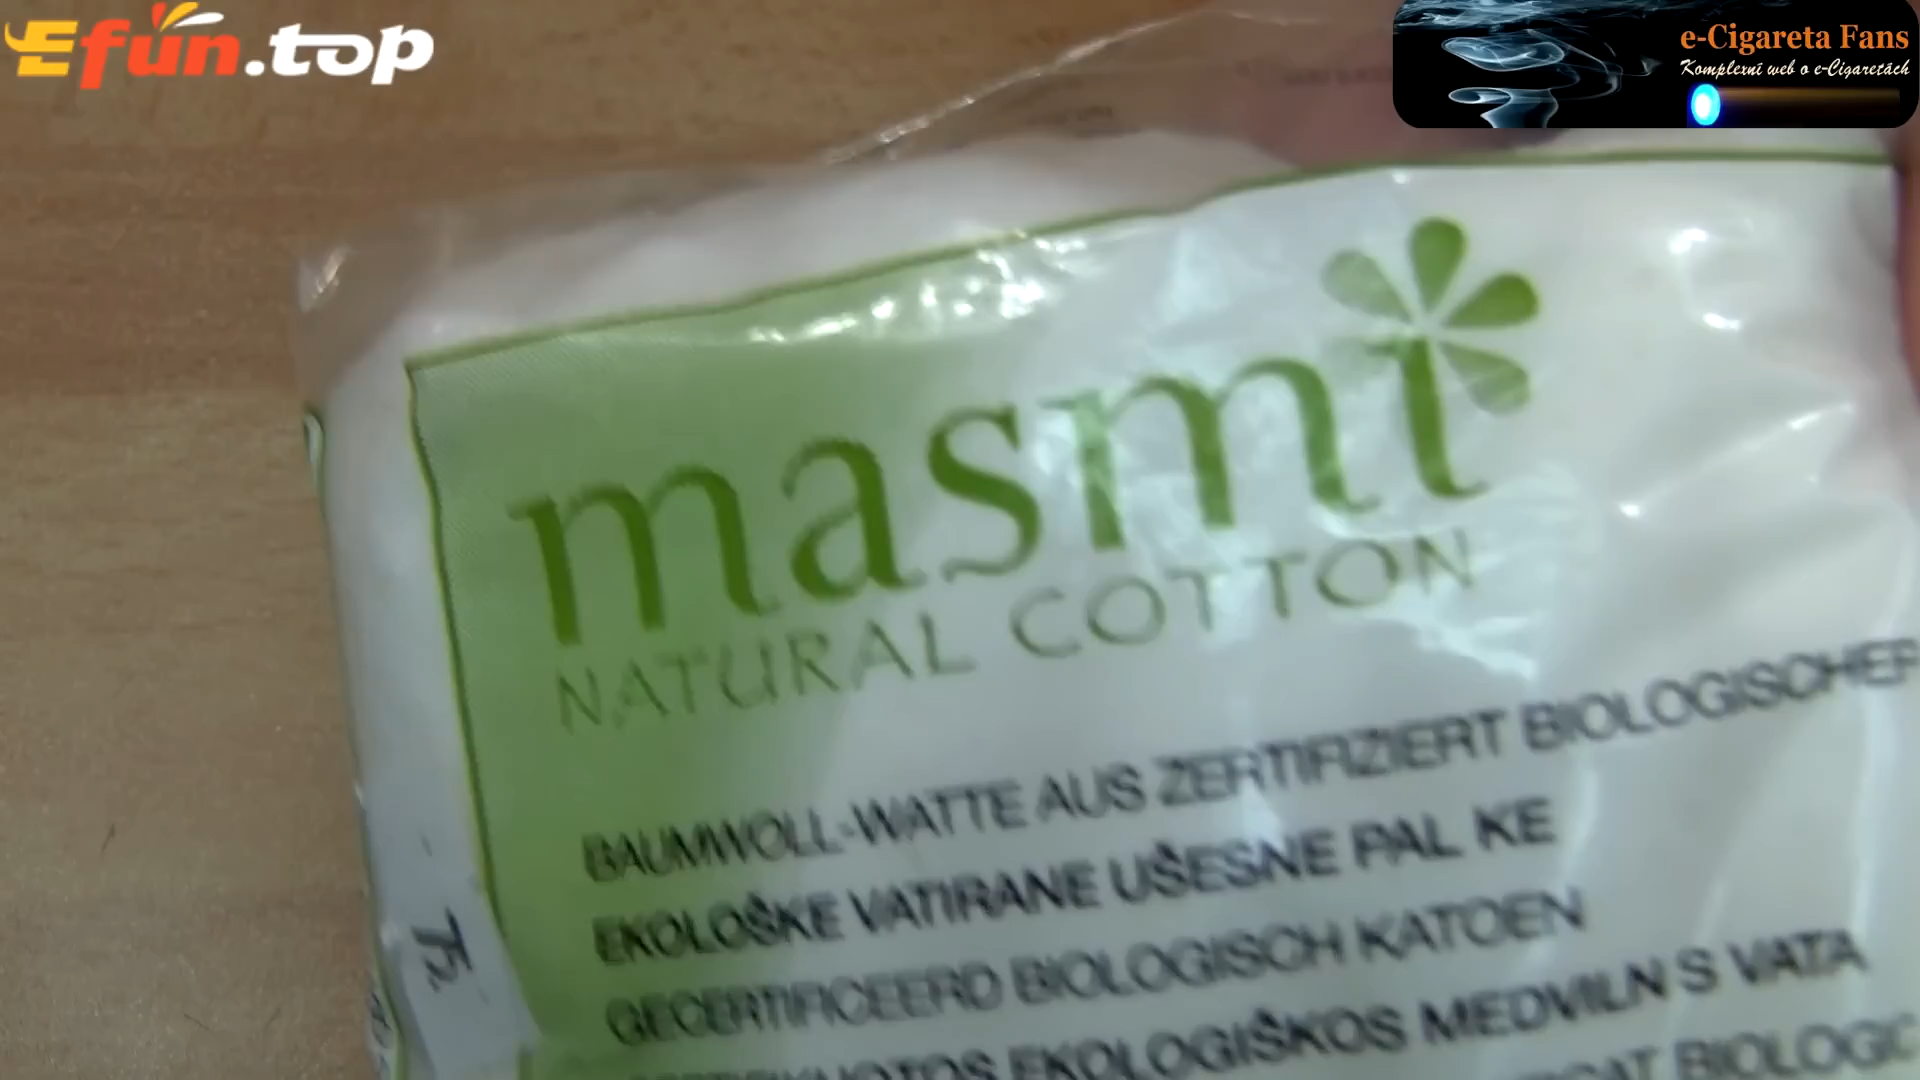 Efun.top
e-Cigareta Fans
Komplexní web o e-Cigaretách
masmi
NATURAL COTTON
BAUMWOLL-WATTE AUS ZERTIFIZIERT BIOLOGISCHER
EKOLOŠKE VATIRANE UŠESNE PAL KE
GECERTIFICEERD BIOLOGISCH KATOEN
EKOLOGIŠKOS MEDVILN S VATA
BIOLOGIC